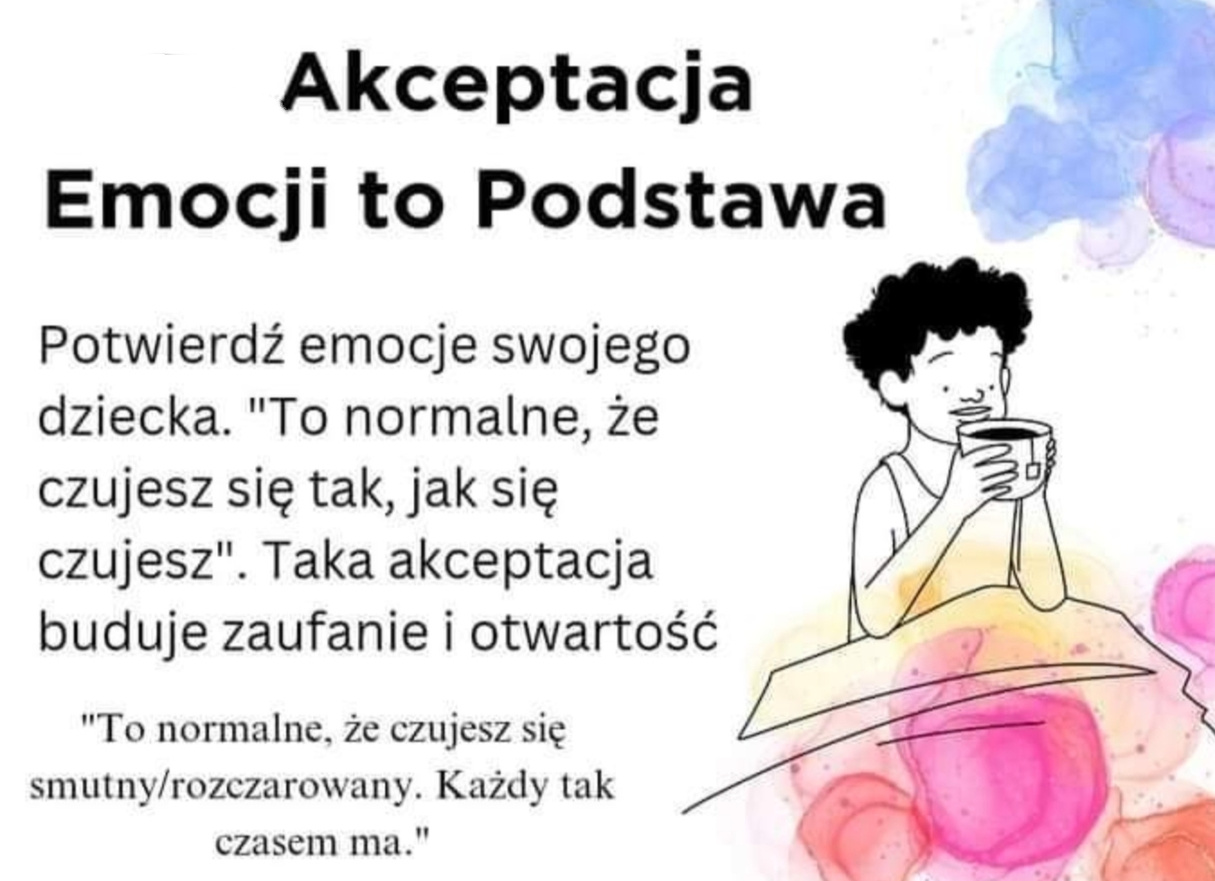 Akceptacja
Emocji to Podstawa
Potwierdź emocje swojego
dziecka. "To normalne, że
czujesz się tak, jak się
czujesz". Taka akceptacja
buduje zaufanie i otwartość
"To normalne, że czujesz się
smutny/rozczarowany. Każdy tak
czasem ma."